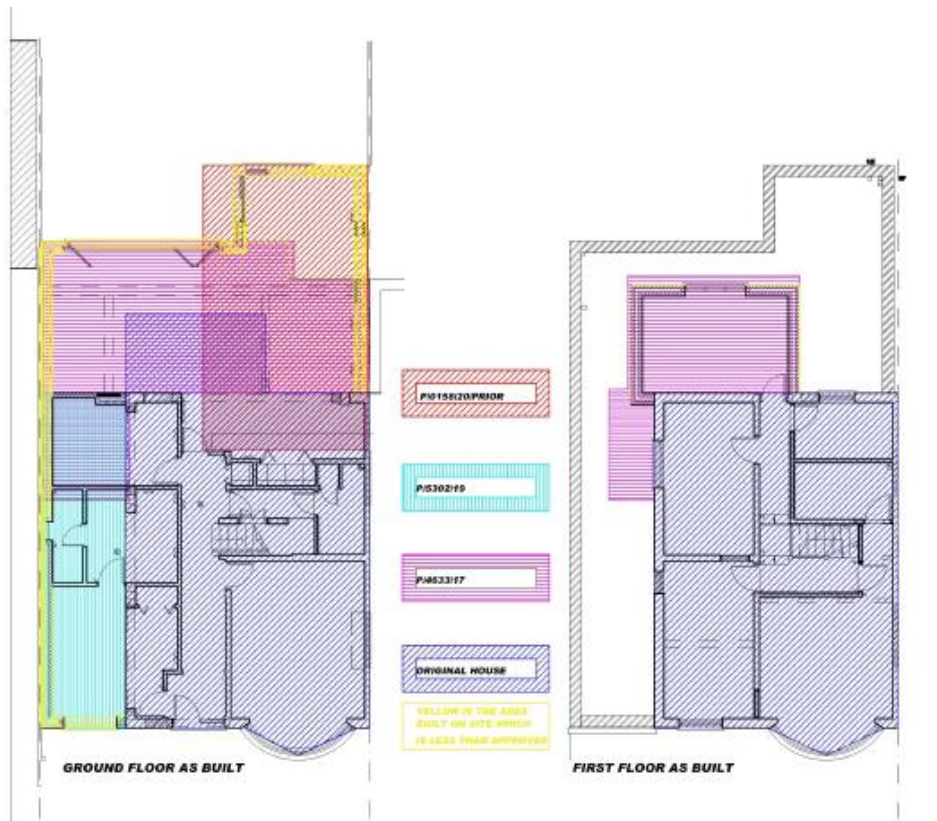 P/0158/20/PRIOR
P/5302/19
P/4633/17
ORIGINAL HOUSE
YELLOW IS THE AREA
BUILT ON SITE WHICH
IS LESS THAN APPROVED
GROUND FLOOR AS BUILT
FIRST FLOOR AS BUILT